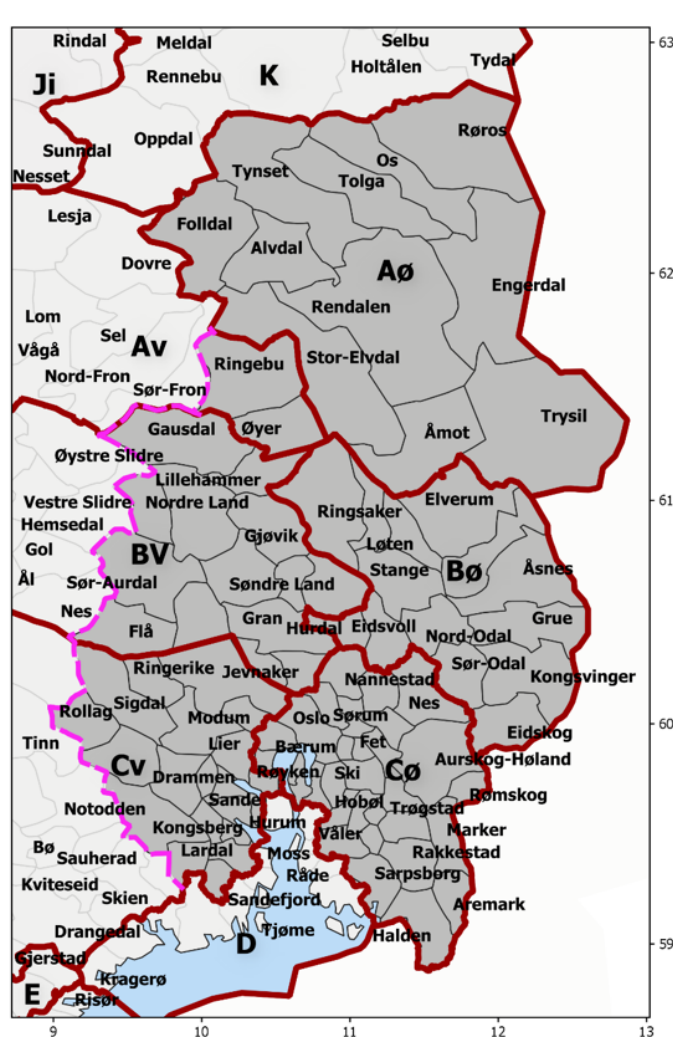 Rindal
Meldal
Selbu
63
Tydal
Holtålen
K
Rennebu
Ji
Røros
Oppdal
Sunndal
Os
Tynset
Nesset
Tolga
Lesja
Folldal
Alvdal
Dovre
Aø
62
Engerdal
Rendalen
Lom
Sel
Av
Vågå
Stor-Elvdal
Ringebu
Nord-Fron
Sør-Fron
Trysil
Gausdal
Øyer
Åmot
Øystre Slidre
Lillehammer
61
Vestre Slidre
Nordre Land
Elverum
Ringsaker
Hemsedal
Gjøvik
Løten
Gol
BV
Bø
Åsnes
Stange
Ål
Sør-Aurdal
Søndre Land
Nes
Gran
Grue
Flå
Hurdal
Eidsvoll
Nord-Odal
Ringerike
Jevnaker
Sør-Odal
Nannestad
Kongsvinger
Sigdal
Nes
Rollag
Modum
Oslo
Sørum
60
Eidskog
Tinn
Lier
Bærum
Fet
Aurskog-Høland
Cv
Drammen
Røyken
Ski
Cø
Rømskog
Notodden
Sande
Hobøl
Trøgstad
Kongsberg
Hurum
Våler
Marker
Bø
Lardal
Moss
Rakkestad
Sauherad
Råde
Sarpsborg
Kviteseid
Skien
Sandefjord
Aremark
Drangedal
Tjøme
Halden
D
59
Gjerstad
Kragerø
E
Risør
9
10
11
12
13